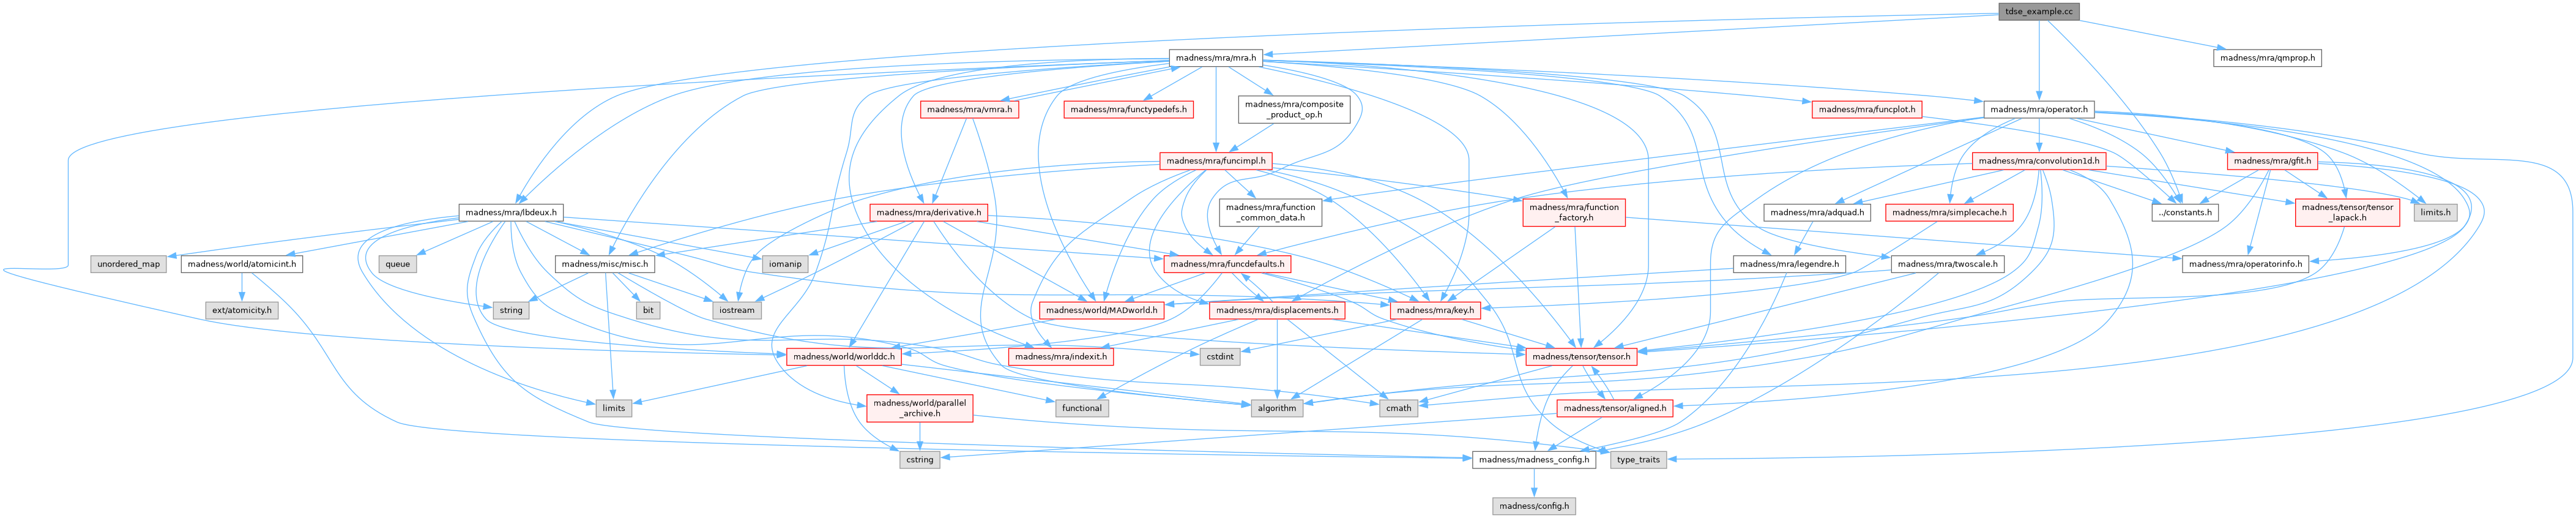 tdse_example.cc
madness/mra/mra.h
madness/mra/qmprop.h
madness/mra/vmra.h
madness/mra/functypedefs.h
madness/mra/composite
_product_op.h
madness/mra/funcplot.h
madness/mra/operator.h
madness/mra/funcimpl.h
madness/mra/convolution1d.h
madness/mra/gfit.h
madness/mra/lbdeux.h
madness/mra/derivative.h
madness/mra/function
_common_data.h
madness/mra/function
_factory.h
madness/mra/adquad.h
madness/mra/simplecache.h
../constants.h
madness/tensor/tensor
_lapack.h
limits.h
unordered_map
madness/world/atomicint.h
queue
madness/misc/misc.h
iomanip
madness/mra/funcdefaults.h
madness/mra/legendre.h
madness/mra/twoscale.h
madness/mra/operatorinfo.h
ext/atomicity.h
string
bit
iostream
madness/world/MADworld.h
madness/mra/displacements.h
madness/mra/key.h
madness/world/worlddc.h
madness/mra/indexit.h
cstdint
madness/tensor/tensor.h
limits
madness/world/parallel
_archive.h
functional
algorithm
cmath
madness/tensor/aligned.h
cstring
madness/madness_config.h
type_traits
madness/config.h